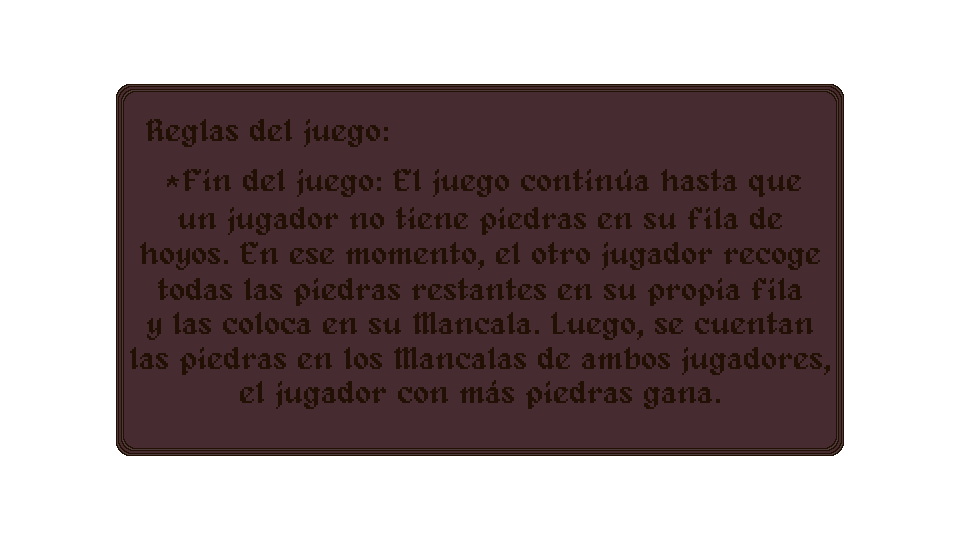 Reglas del juego:
*Fin del juego: El juego continúa hasta que
un jugador no tiene piedras en su fila de
hoyos. En ese momento, el otro jugador recoge
todas las piedras restantes en su propia fila
y las coloca en su Mancala. Luego, se cuentan
las piedras en los Mancalas de ambos jugadores,
el jugador con más piedras gana.